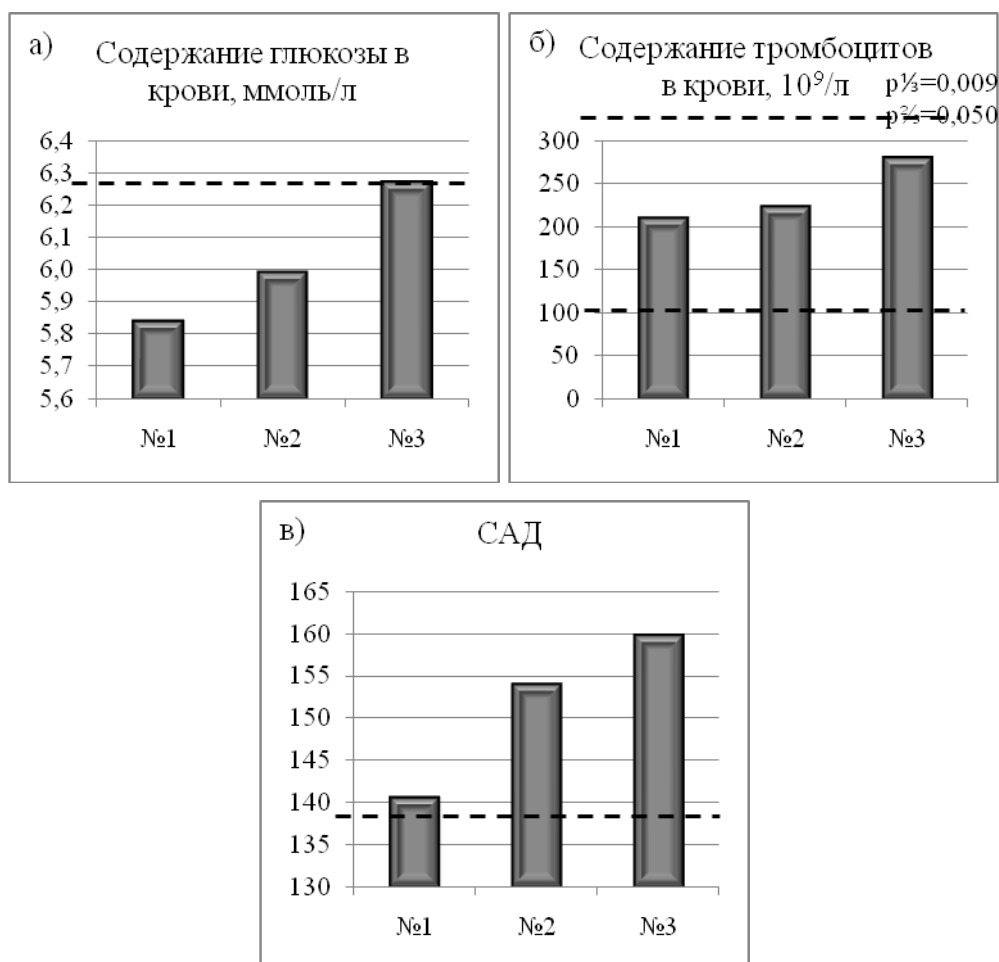 а) Содержание глюкозы в
крови, ммоль/л
6,4
6,3
6,2
6,1
6,0
5,9
5,8
5,7
5,6
№1 №2 №3
б) Содержание тромбоцитов
в крови, 10⁹/л
p⅓=0,009
p⅔=0,050
300
250
200
150
100
50
0
№1 №2 №3
в) САД
165
160
155
150
145
140
135
130
№1 №2 №3